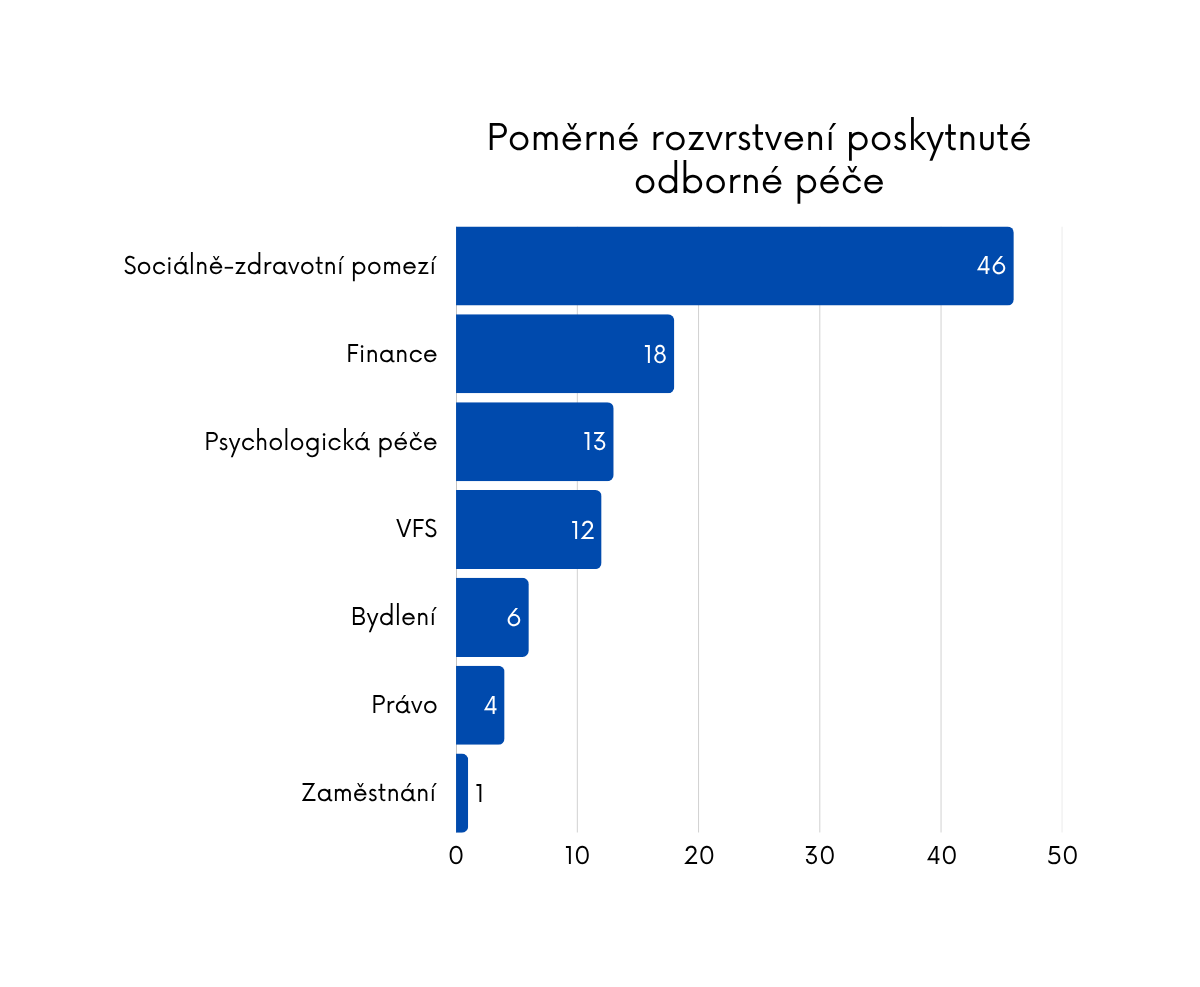 Poměrné rozvrstvení poskytnuté
odborné péče
Sociálně-zdravotní pomezí
46
Finance
18
Psychologická péče
13
VFS
12
Bydlení
6
Právo
4
Zaměstnání
1
0 10 20 30 40 50